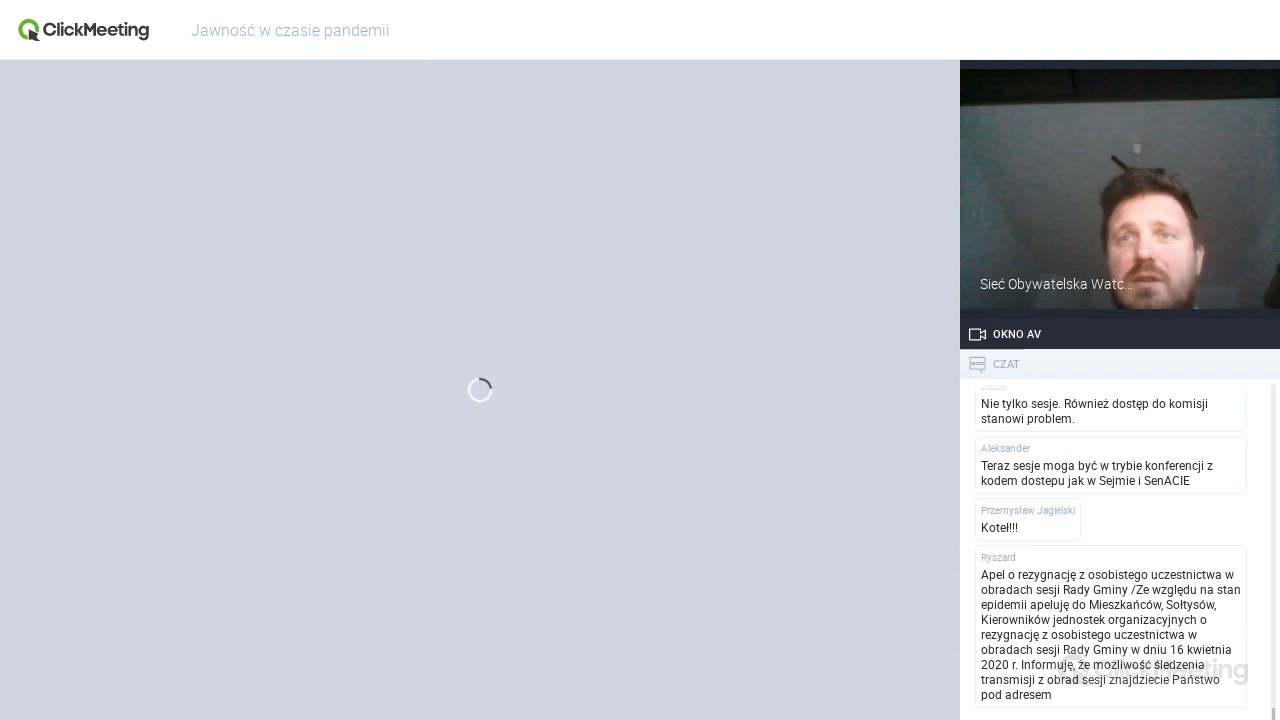 ClickMeeting
Jawność w czasie pandemii
Sieć Obywatelska Watc...
OKNO AV
CZAT
Jacek
Nie tylko sesje. Również dostęp do komisji
stanowi problem.
Aleksander
Teraz sesje moga być w trybie konferencji z
kodem dostepu jak w Sejmie i SenACIE
Przemysław Jagielski
Koteł!!!
Ryszard
Apel o rezygnację z osobistego uczestnictwa w
obradach sesji Rady Gminy /Ze względu na stan
epidemii apeluję do Mieszkańców, Sołtysów,
Kierowników jednostek organizacyjnych o
rezygnację z osobistego uczestnictwa w
obradach sesji Rady Gminy w dniu 16 kwietnia
2020 r. Informuję, że możliwość śledzenia
transmisji z obrad sesji znajdziecie Państwo
pod adresem
ClickMeeting